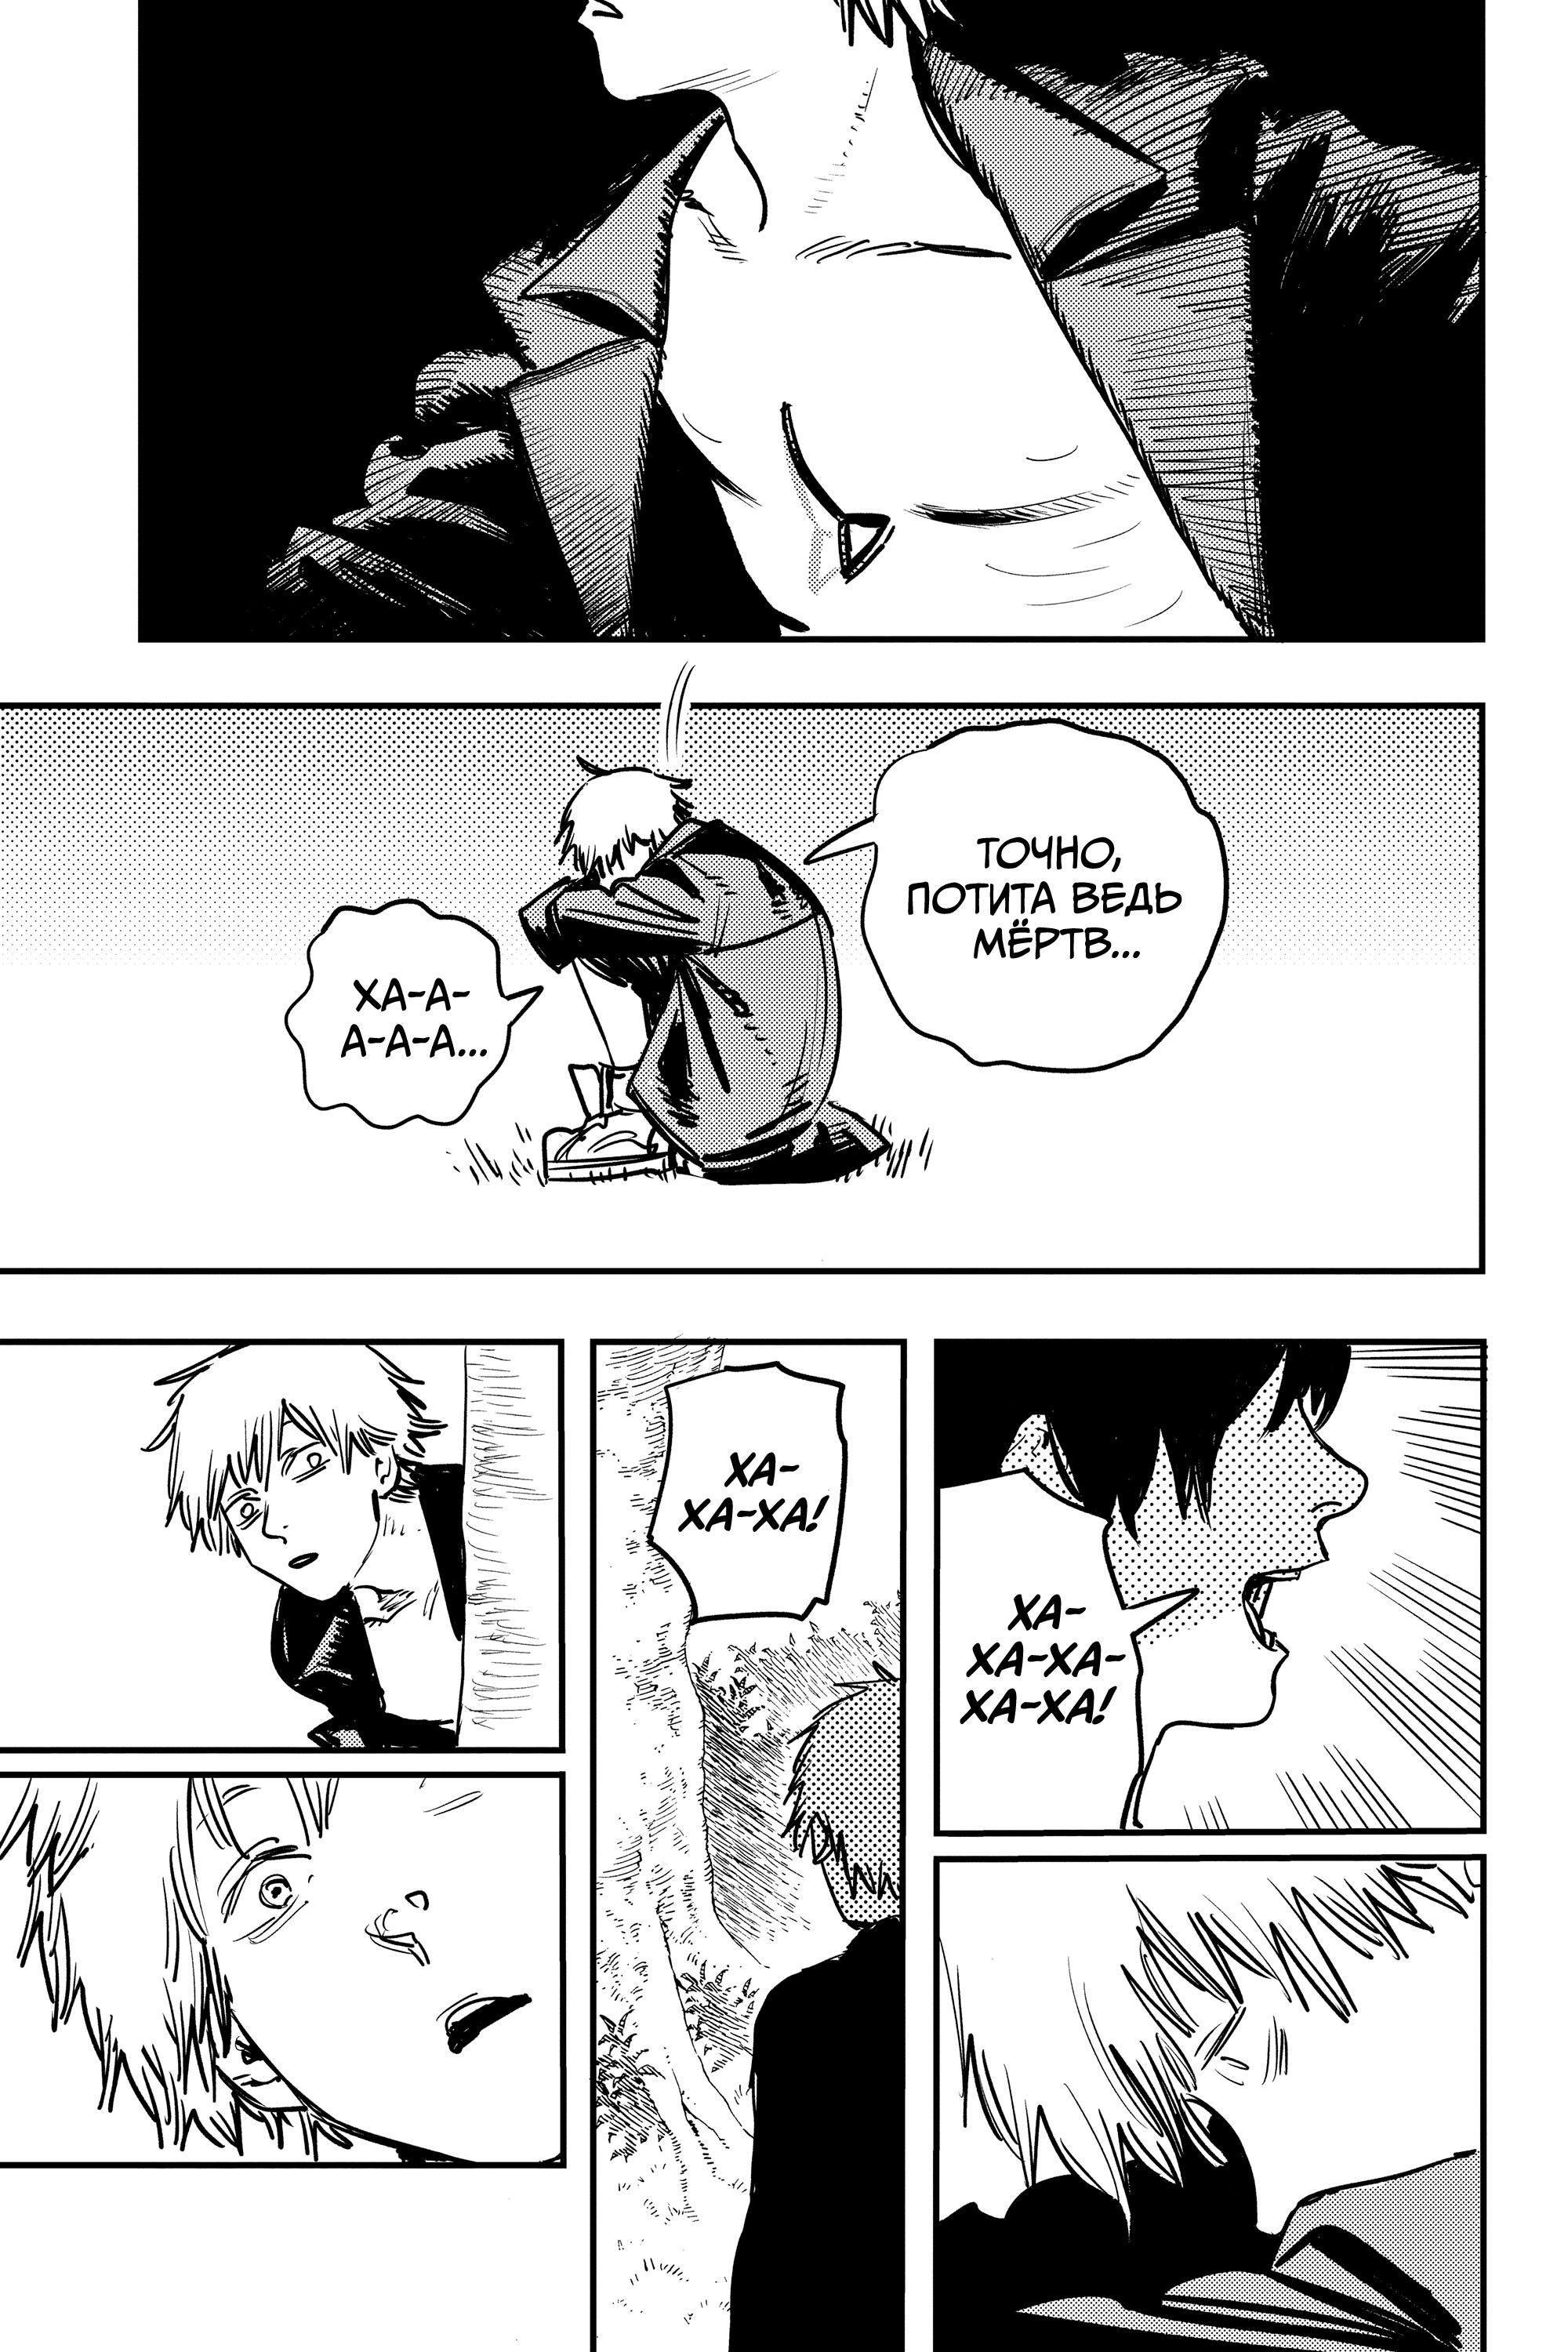 ТОЧНО,
ПОТИТА ВЕДЬ
МЁРТВ...
ХА-А-
А-А-А...
ХА-
ХА-ХА-
ХА-ХА!
ХА-
ХА-ХА!